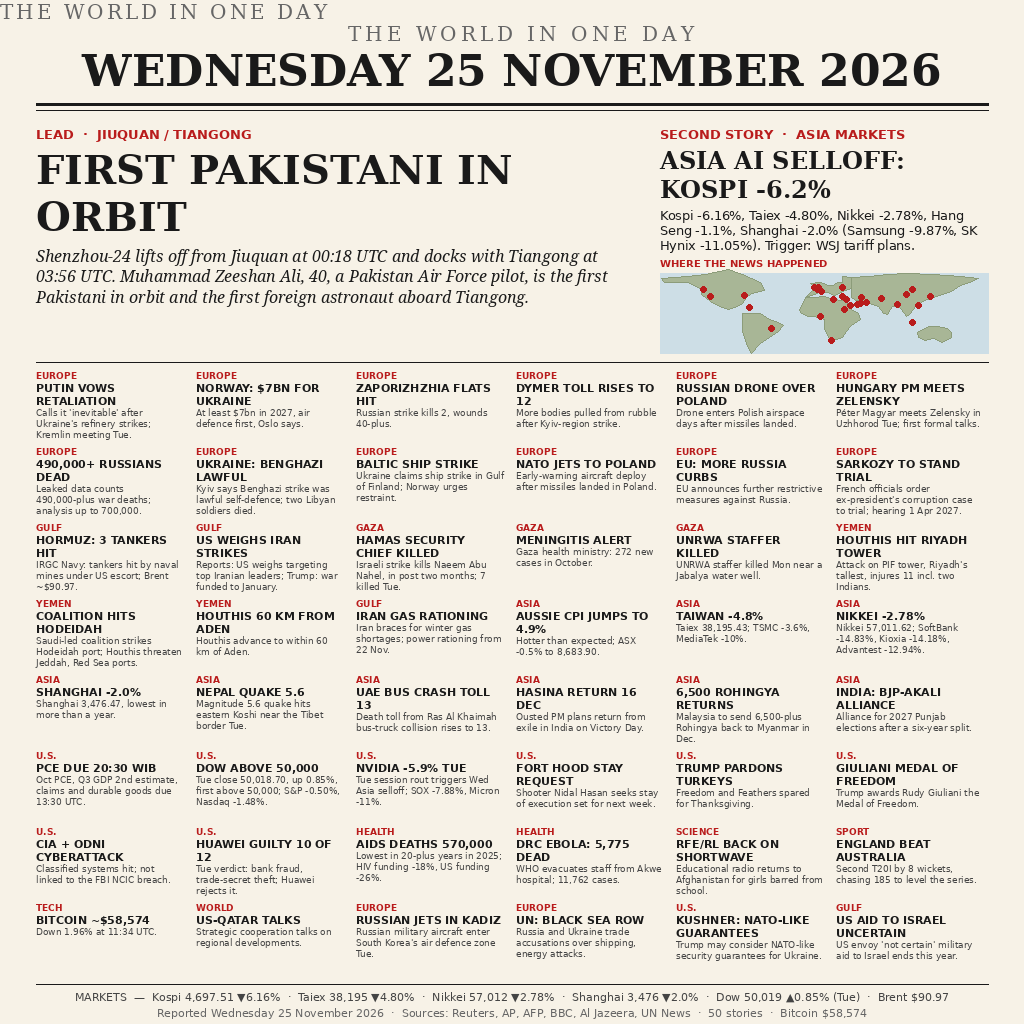 THE WORLD IN ONE DAY
THE WORLD IN ONE DAY
WEDNESDAY 25 NOVEMBER 2026
LEAD · JIUQUAN / TIANGONG
FIRST PAKISTANI IN
ORBIT
Shenzhou-24 lifts off from Jiuquan at 00:18 UTC and docks with Tiangong at
03:56 UTC. Muhammad Zeeshan Ali, 40, a Pakistan Air Force pilot, is the first
Pakistani in orbit and the first foreign astronaut aboard Tiangong.
SECOND STORY · ASIA MARKETS
ASIA AI SELLOFF:
KOSPI -6.2%
Kospi -6.16%, Taiex -4.80%, Nikkei -2.78%, Hang
Seng -1.1%, Shanghai -2.0% (Samsung -9.87%, SK
Hynix -11.05%). Trigger: WSJ tariff plans.
WHERE THE NEWS HAPPENED
EUROPE
PUTIN VOWS
RETALIATION
Calls it 'inevitable' after
Ukraine's refinery strikes;
Kremlin meeting Tue.
EUROPE
NORWAY: $7BN FOR
UKRAINE
At least $7bn in 2027, air
defence first, Oslo says.
EUROPE
ZAPORIZHZHIA FLATS
HIT
Russian strike kills 2, wounds
40-plus.
EUROPE
DYMER TOLL RISES TO
12
More bodies pulled from rubble
after Kyiv-region strike.
EUROPE
RUSSIAN DRONE OVER
POLAND
Drone enters Polish airspace
days after missiles landed.
EUROPE
HUNGARY PM MEETS
ZELENSKY
Péter Magyar meets Zelensky in
Uzhhorod Tue; first formal talks.
EUROPE
490,000+ RUSSIANS
DEAD
Leaked data counts
490,000-plus war deaths;
analysis up to 700,000.
EUROPE
UKRAINE: BENGHAZI
LAWFUL
Kyiv says Benghazi strike was
lawful self-defence; two Libyan
soldiers died.
EUROPE
BALTIC SHIP STRIKE
Ukraine claims ship strike in Gulf
of Finland; Norway urges
restraint.
EUROPE
NATO JETS TO POLAND
Early-warning aircraft deploy
after missiles landed in Poland.
EUROPE
EU: MORE RUSSIA
CURBS
EU announces further restrictive
measures against Russia.
EUROPE
SARKOZY TO STAND
TRIAL
French officials order
ex-president's corruption case
to trial; hearing 1 Apr 2027.
GULF
HORMUZ: 3 TANKERS
HIT
IRGC Navy: tankers hit by naval
mines under US escort; Brent
~$90.97.
GULF
US WEIGHS IRAN
STRIKES
Reports: US weighs targeting
top Iranian leaders; Trump: war
funded to January.
GAZA
HAMAS SECURITY
CHIEF KILLED
Israeli strike kills Naeem Abu
Nahel, in post two months; 7
killed Tue.
GAZA
MENINGITIS ALERT
Gaza health ministry: 272 new
cases in October.
GAZA
UNRWA STAFFER
KILLED
UNRWA staffer killed Mon near a
Jabalya water well.
YEMEN
HOUTHIS HIT RIYADH
TOWER
Attack on PIF tower, Riyadh's
tallest, injures 11 incl. two
Indians.
YEMEN
COALITION HITS
HODEIDAH
Saudi-led coalition strikes
Hodeidah port; Houthis threaten
Jeddah, Red Sea ports.
YEMEN
HOUTHIS 60 KM FROM
ADEN
Houthis advance to within 60
km of Aden.
GULF
IRAN GAS RATIONING
Iran braces for winter gas
shortages; power rationing from
22 Nov.
ASIA
AUSSIE CPI JUMPS TO
4.9%
Hotter than expected; ASX
-0.5% to 8,683.90.
ASIA
TAIWAN -4.8%
Taiex 38,195.43; TSMC -3.6%,
MediaTek -10%.
ASIA
NIKKEI -2.78%
Nikkei 57,011.62; SoftBank
-14.83%, Kioxia -14.18%,
Advantest -12.94%.
ASIA
SHANGHAI -2.0%
Shanghai 3,476.47, lowest in
more than a year.
ASIA
NEPAL QUAKE 5.6
Magnitude 5.6 quake hits
eastern Koshi near the Tibet
border Tue.
ASIA
UAE BUS CRASH TOLL
13
Death toll from Ras Al Khaimah
bus-truck collision rises to 13.
ASIA
HASINA RETURN 16
DEC
Ousted PM plans return from
exile in India on Victory Day.
ASIA
6,500 ROHINGYA
RETURNS
Malaysia to send 6,500-plus
Rohingya back to Myanmar in
Dec.
ASIA
INDIA: BJP-AKALI
ALLIANCE
Alliance for 2027 Punjab
elections after a six-year split.
U.S.
PCE DUE 20:30 WIB
Oct PCE, Q3 GDP 2nd estimate,
claims and durable goods due
13:30 UTC.
U.S.
DOW ABOVE 50,000
Tue close 50,018.70, up 0.85%,
first above 50,000; S&P -0.50%,
Nasdaq -1.48%.
U.S.
NVIDIA -5.9% TUE
Tue session rout triggers Wed
Asia selloff; SOX -7.88%, Micron
-11%.
U.S.
FORT HOOD STAY
REQUEST
Shooter Nidal Hasan seeks stay
of execution set for next week.
U.S.
TRUMP PARDONS
TURKEYS
Freedom and Feathers spared
for Thanksgiving.
U.S.
GIULIANI MEDAL OF
FREEDOM
Trump awards Rudy Giuliani the
Medal of Freedom.
U.S.
CIA + ODNI
CYBERATTACK
Classified systems hit; not
linked to the FBI NCIC breach.
U.S.
HUAWEI GUILTY 10 OF
12
Tue verdict: bank fraud,
trade-secret theft; Huawei
rejects it.
HEALTH
AIDS DEATHS 570,000
Lowest in 20-plus years in 2025;
HIV funding -18%, US funding
-26%.
HEALTH
DRC EBOLA: 5,775
DEAD
WHO evacuates staff from Akwe
hospital; 11,762 cases.
SCIENCE
RFE/RL BACK ON
SHORTWAVE
Educational radio returns to
Afghanistan for girls barred from
school.
SPORT
ENGLAND BEAT
AUSTRALIA
Second T20I by 8 wickets,
chasing 185 to level the series.
TECH
BITCOIN ~$58,574
Down 1.96% at 11:34 UTC.
WORLD
US-QATAR TALKS
Strategic cooperation talks on
regional developments.
EUROPE
RUSSIAN JETS IN KADIZ
Russian military aircraft enter
South Korea's air defence zone
Tue.
EUROPE
UN: BLACK SEA ROW
Russia and Ukraine trade
accusations over shipping,
energy attacks.
U.S.
KUSHNER: NATO-LIKE
GUARANTEES
Trump may consider NATO-like
security guarantees for Ukraine.
GULF
US AID TO ISRAEL
UNCERTAIN
US envoy 'not certain' military
aid to Israel ends this year.
MARKETS — Kospi 4,697.51 ▼6.16% · Taiex 38,195 ▼4.80% · Nikkei 57,012 ▼2.78% · Shanghai 3,476 ▼2.0% · Dow 50,019 ▲0.85% (Tue) · Brent $90.97
Reported Wednesday 25 November 2026 · Sources: Reuters, AP, AFP, BBC, Al Jazeera, UN News · 50 stories · Bitcoin $58,574